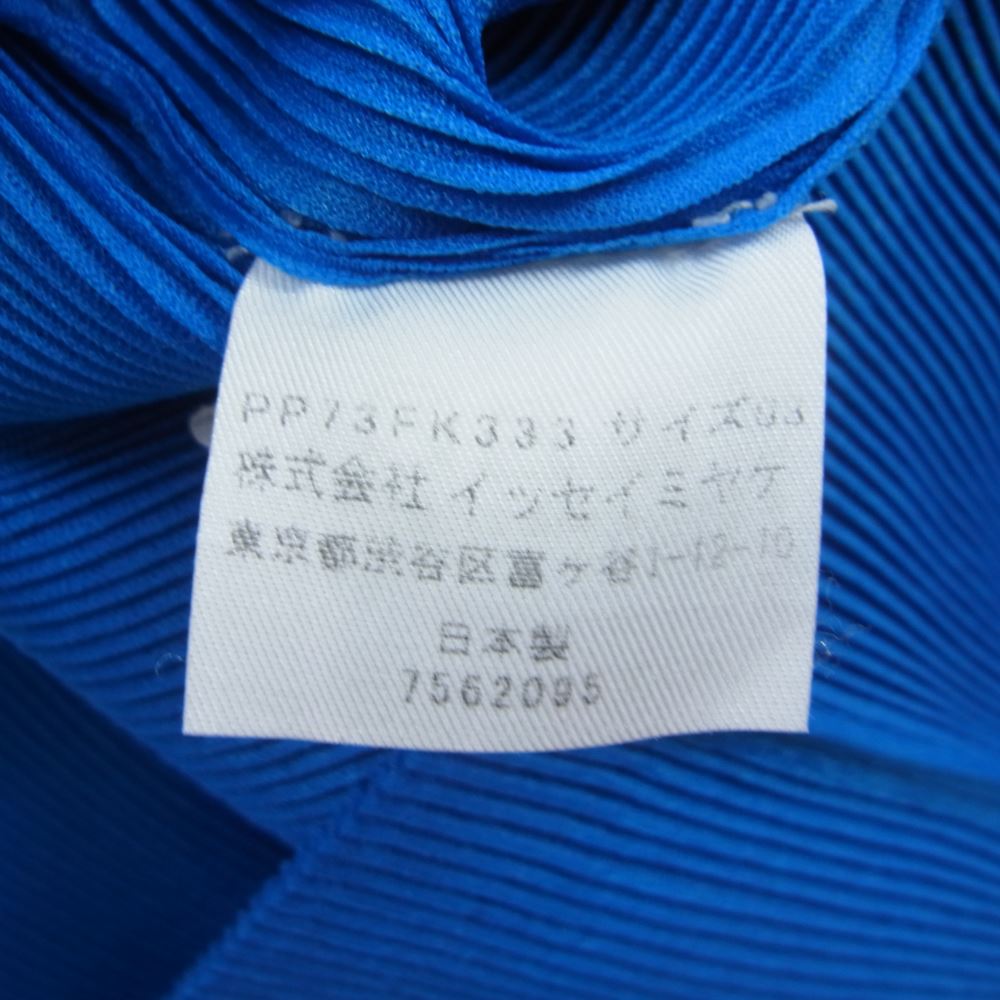 PP73FK333 サイズ03
株式会社 イッセイミヤケ
東京都渋谷区富ヶ谷1-12-10
日本製
7562095